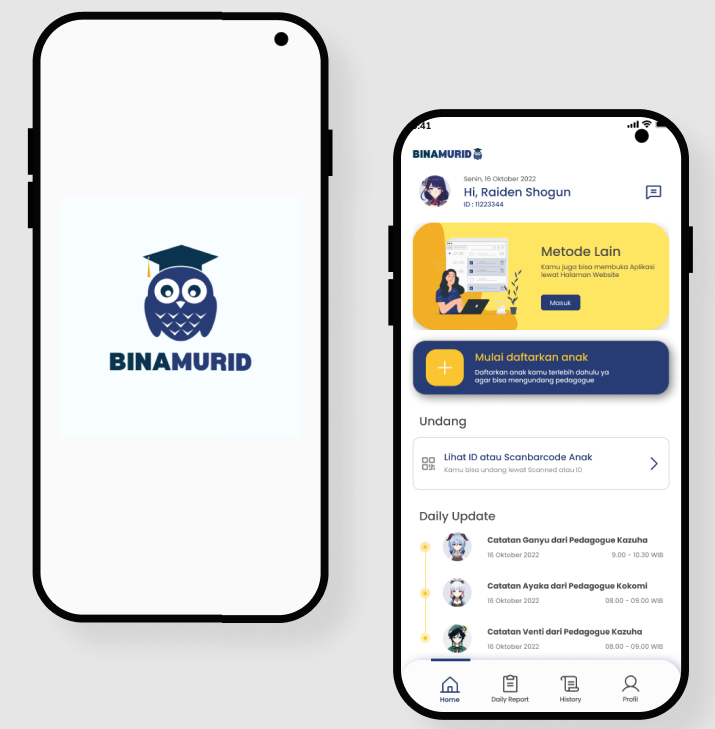 BINAMURID
.41
BINAMURID
Senin, 16 Oktober 2022
Hi, Raiden Shogun
ID : 11223344
Metode Lain
Kamu juga bisa membuka Aplikasi
lewat Halaman Website
Masuk
Mulai daftarkan anak
Daftarkan anak kamu terlebih dahulu ya
agar bisa mengundang pedagogue
Undang
Lihat ID atau Scanbarcode Anak
Kamu bisa undang lewat Scanned atau ID
Daily Update
Catatan Ganyu dari Pedagogue Kazuha
16 Oktober 2022 9.00 - 10.30 WIB
Catatan Ayaka dari Pedagogue Kokomi
16 Oktober 2022 08.00 - 09.00 WIB
Catatan Venti dari Pedagogue Kazuha
16 Oktober 2022 08.00 - 09.00 WIB
Home Daily Report History Profil